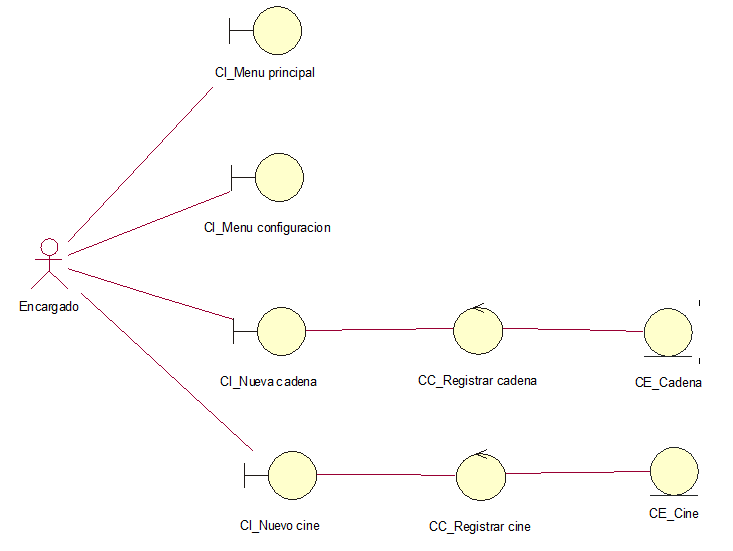 CI_Menu principal
CI_Menu configuracion
Encargado
CI_Nueva cadena
CC_Registrar cadena
CE_Cadena
CI_Nuevo cine
CC_Registrar cine
CE_Cine